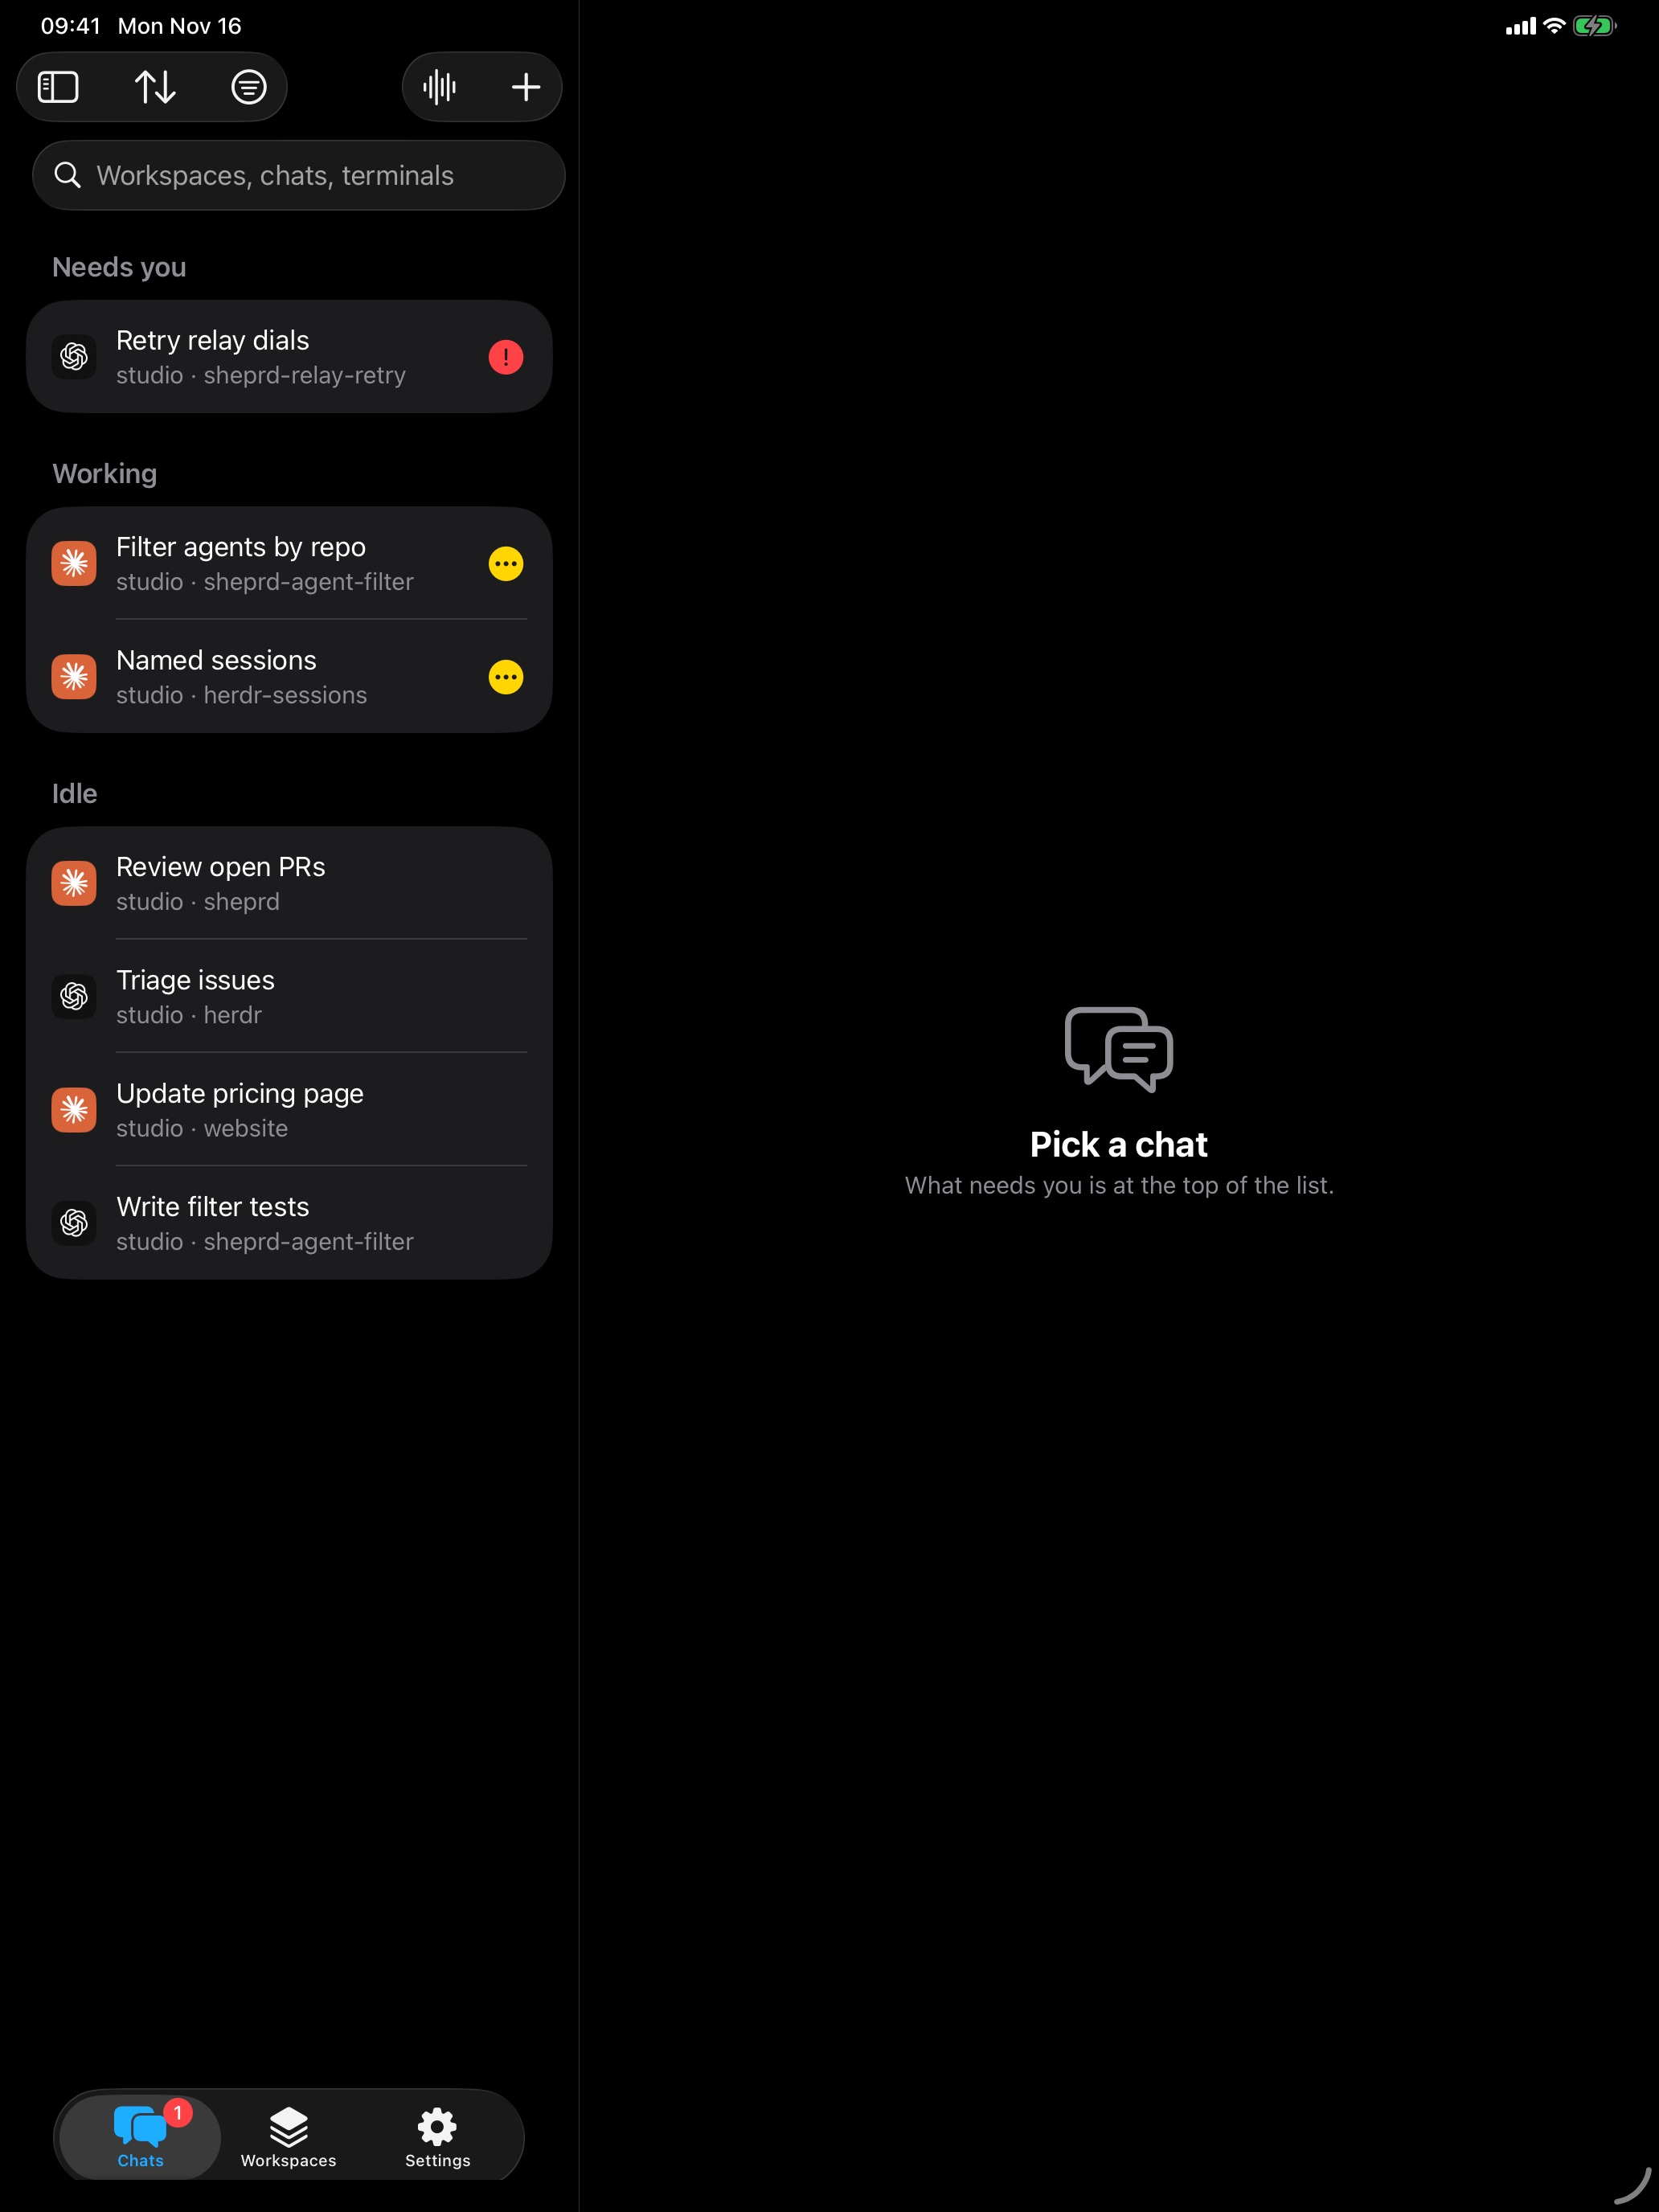 09:41 Mon Nov 16
Workspaces, chats, terminals
Needs you
Retry relay dials
studio · sheprd-relay-retry
Working
Filter agents by repo
studio · sheprd-agent-filter
Named sessions
studio · herdr-sessions
Idle
Review open PRs
studio · sheprd
Triage issues
studio · herdr
Update pricing page
studio · website
Write filter tests
studio · sheprd-agent-filter
Pick a chat
What needs you is at the top of the list.
1
Chats Workspaces Settings